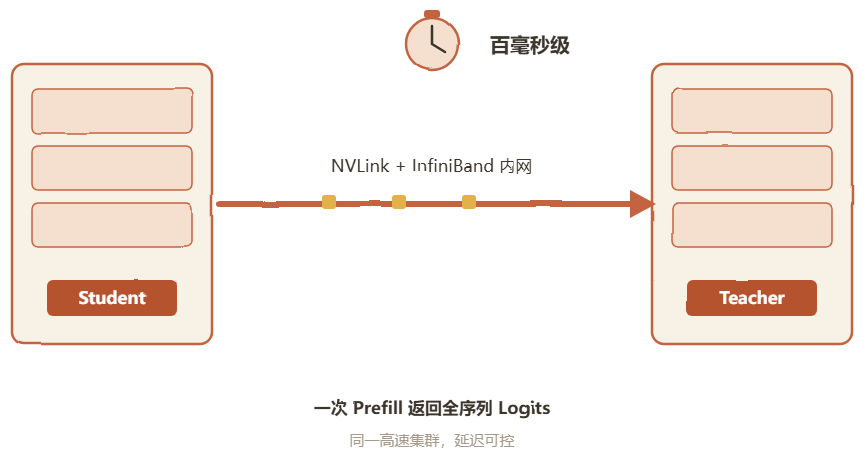 百毫秒级
NVLink + InfiniBand 内网
Student
Teacher
一次 Prefill 返回全序列 Logits
同一高速集群，延迟可控